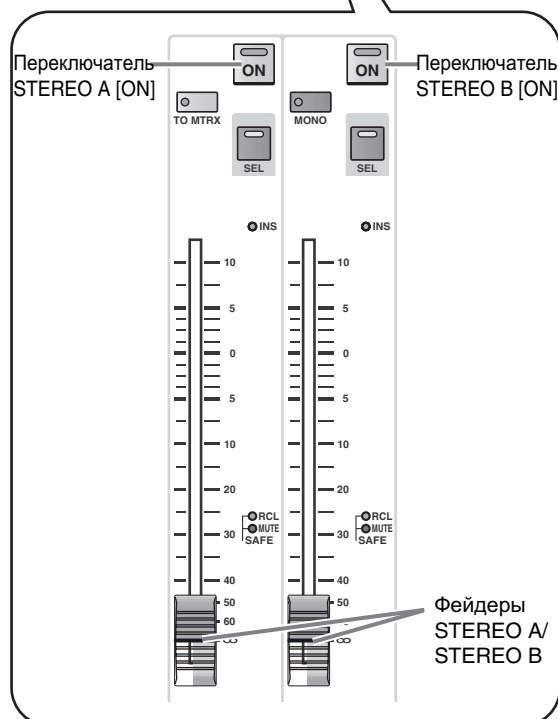 Переключатель
STEREO A [ON]
ON
ON
Переключатель
STEREO B [ON]
TO MTRX
MONO
SEL
SEL
INS
INS
10
10
5
5
0
0
5
5
10
10
20
20
RCL
MUTE
SAFE
RCL
MUTE
SAFE
30
30
40
40
50
50
60
Фейдеры
STEREO A/
STEREO B
∞